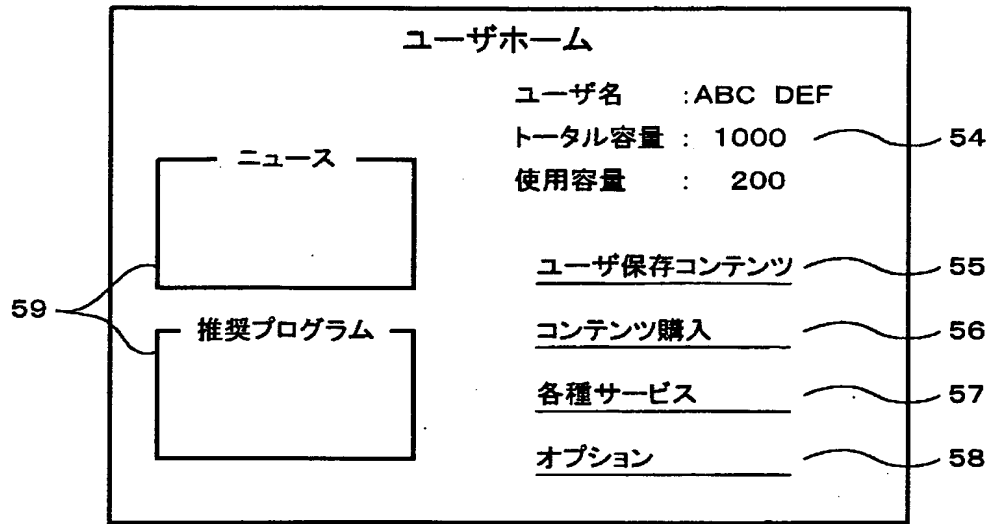 ユーザホーム
ユーザ名 :ABC DEF
トータル容量 : 1000
54
使用容量 : 200
ニュース
59
推奨プログラム
ユーザ保存コンテンツ
55
コンテンツ購入
56
各種サービス
57
オプション
58